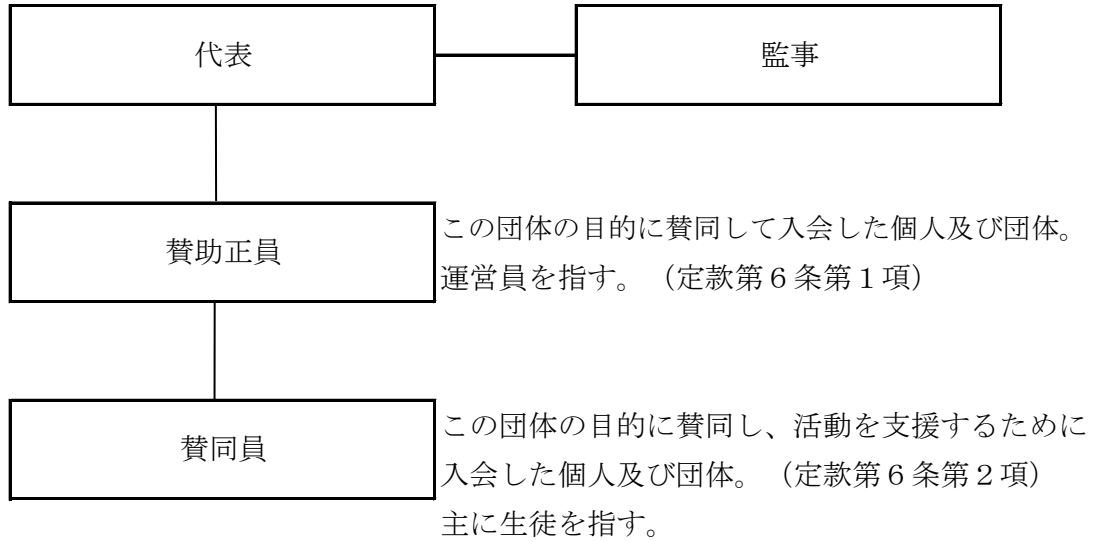 代表
監事
賛助正員
この団体の目的に賛同して入会した個人及び団体。
運営員を指す。（定款第６条第１項）
賛同員
この団体の目的に賛同し、活動を支援するために
入会した個人及び団体。（定款第６条第２項）
主に生徒を指す。